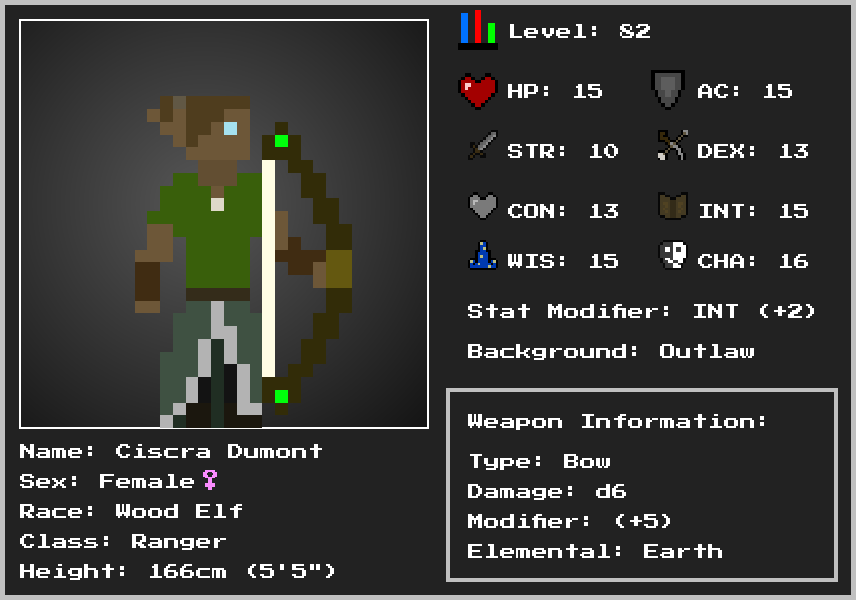 Level: 82
HP: 15 AC: 15
STR: 10 DEX: 13
CON: 13 INT: 15
WIS: 15 CHA: 16
Stat Modifier: INT (+2)
Background: Outlaw
Weapon Information:
Type: Bow
Damage: d6
Modifier: (+5)
Elemental: Earth
Name: Ciscra Dumont
Sex: Female♀
Race: Wood Elf
Class: Ranger
Height: 166cm (5'5")